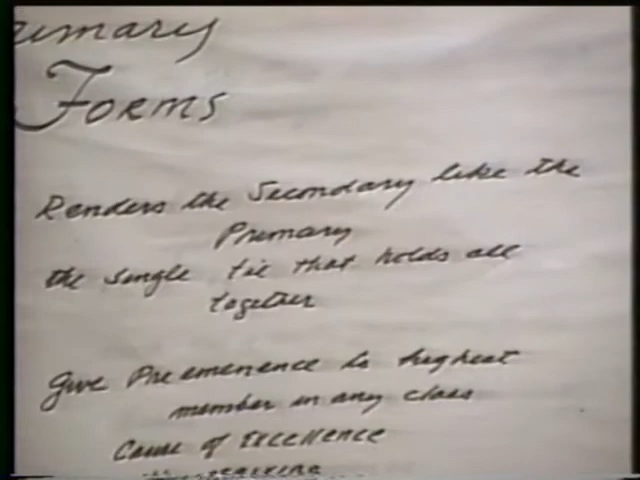 Primary
Forms
Renders the Secondary like the
Primary
the single tie that holds all
together
Give Preemenence to highest
member in any class
Cause of Excellence